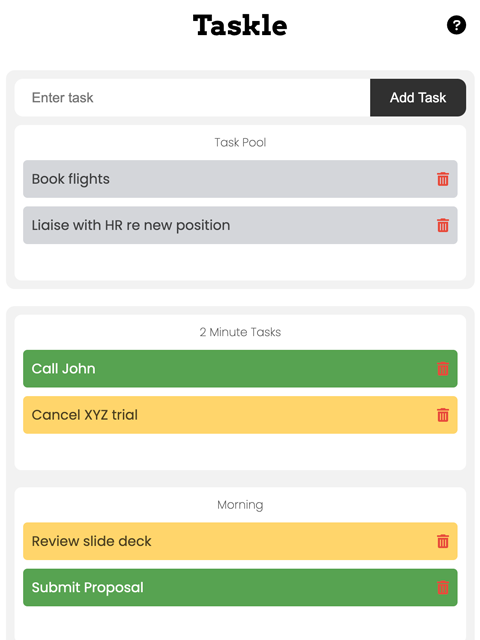 Taskle
?
Enter task
Add Task
Task Pool
Book flights
Liaise with HR re new position
2 Minute Tasks
Call John
Cancel XYZ trial
Morning
Review slide deck
Submit Proposal